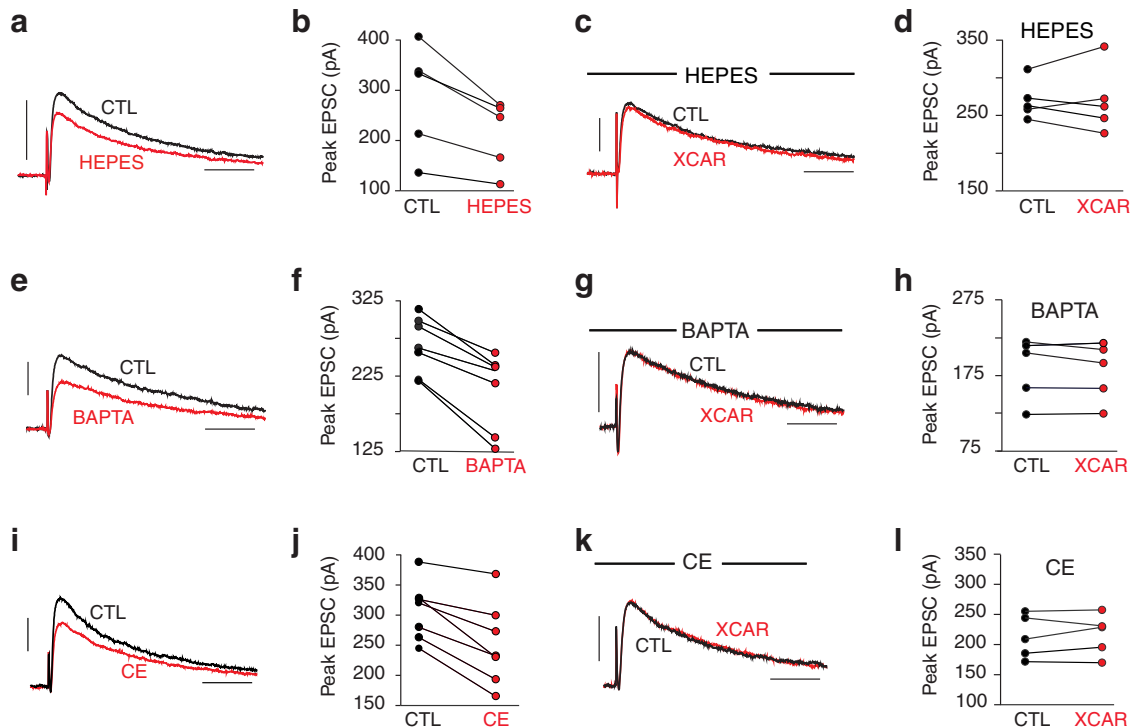 a
CTL
HEPES
b
Peak EPSC (pA)
400
300
200
100
CTL
HEPES
c
HEPES
CTL
XCAR
d
HEPES
Peak EPSC (pA)
350
250
150
CTL
XCAR
e
CTL
BAPTA
f
Peak EPSC (pA)
325
225
125
CTL
BAPTA
g
BAPTA
CTL
XCAR
h
BAPTA
Peak EPSC (pA)
275
175
75
CTL
XCAR
i
CTL
CE
j
Peak EPSC (pA)
400
350
300
250
200
150
CTL
CE
k
CE
XCAR
CTL
l
CE
Peak EPSC (pA)
350
300
250
200
150
100
CTL
XCAR